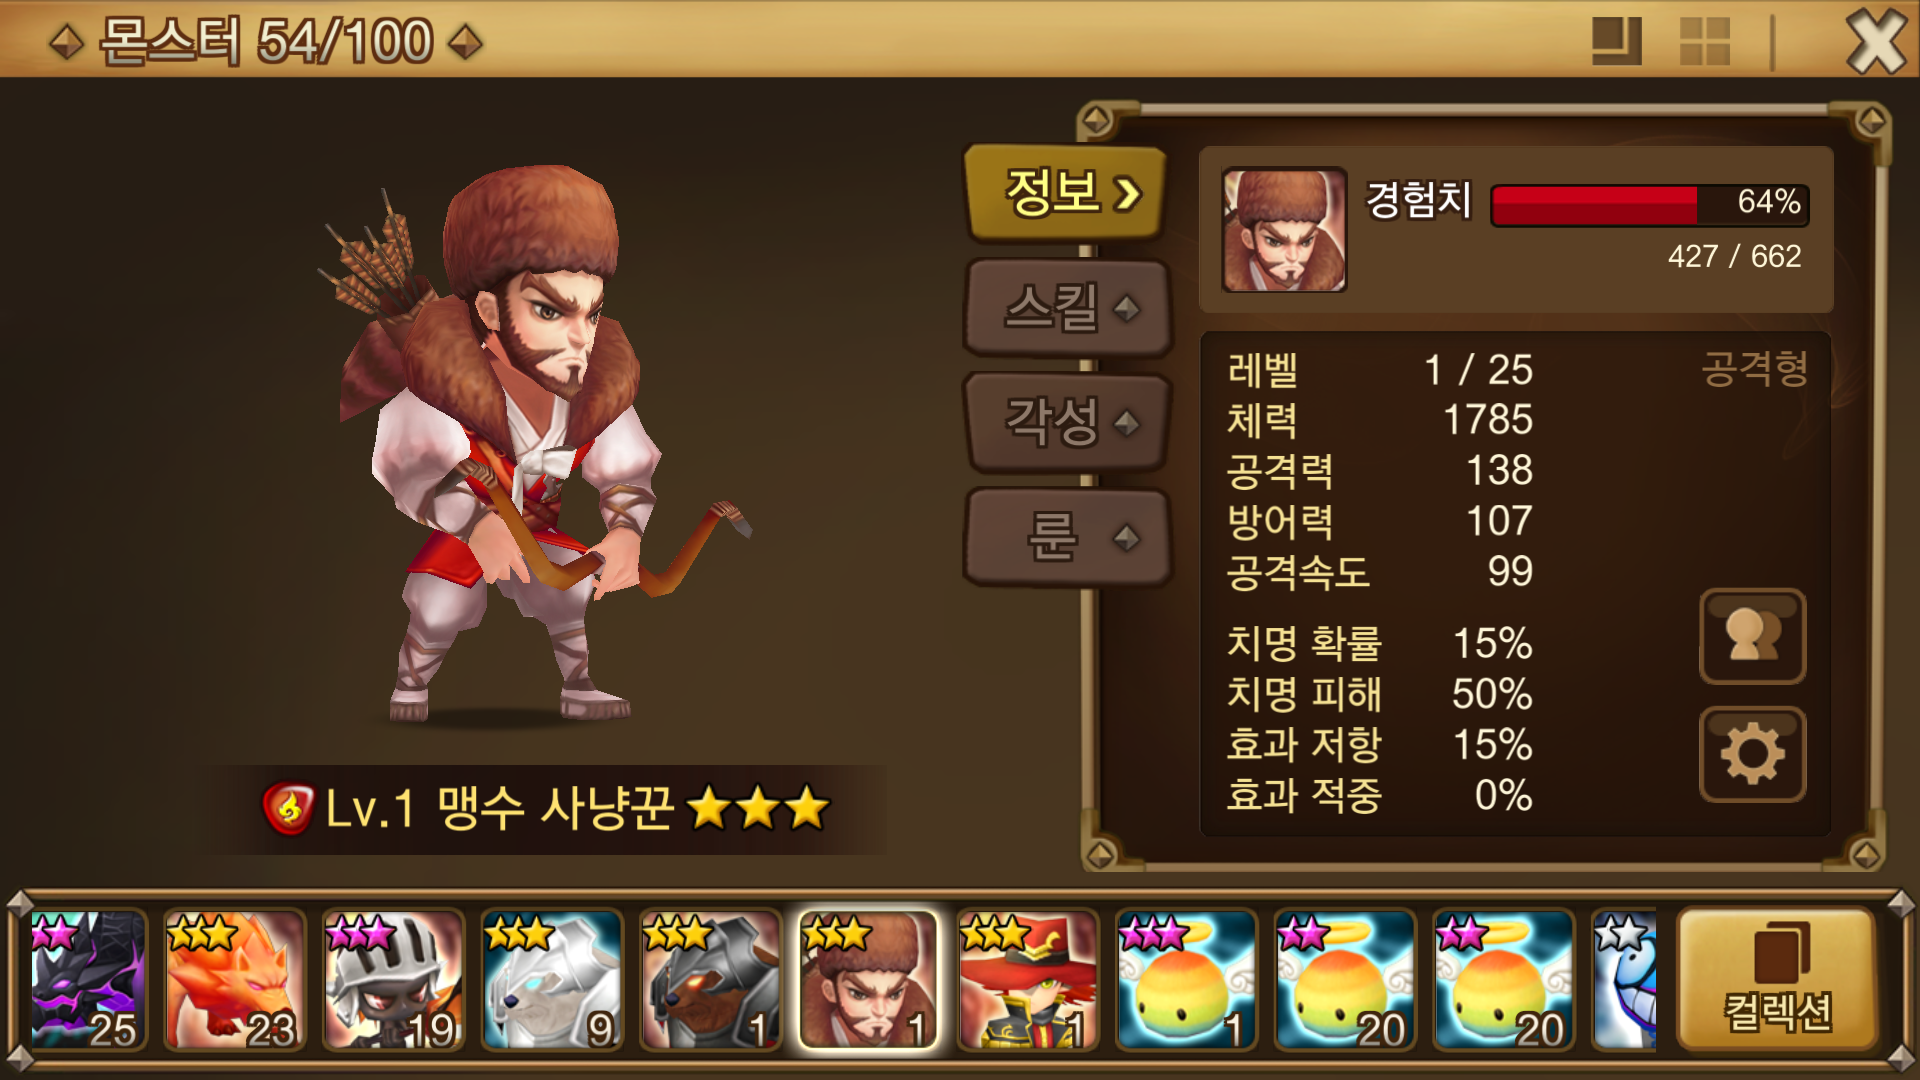 몬스터 54/100
정보
스킬
각성
룬
경험치 64%
427 / 662
레벨 1 / 25 공격형
체력 1785
공격력 138
방어력 107
공격속도 99
치명 확률 15%
치명 피해 50%
효과 저항 15%
효과 적중 0%
Lv.1 맹수 사냥꾼
25 23 19 9 1 1 1 1 20 20
컬렉션